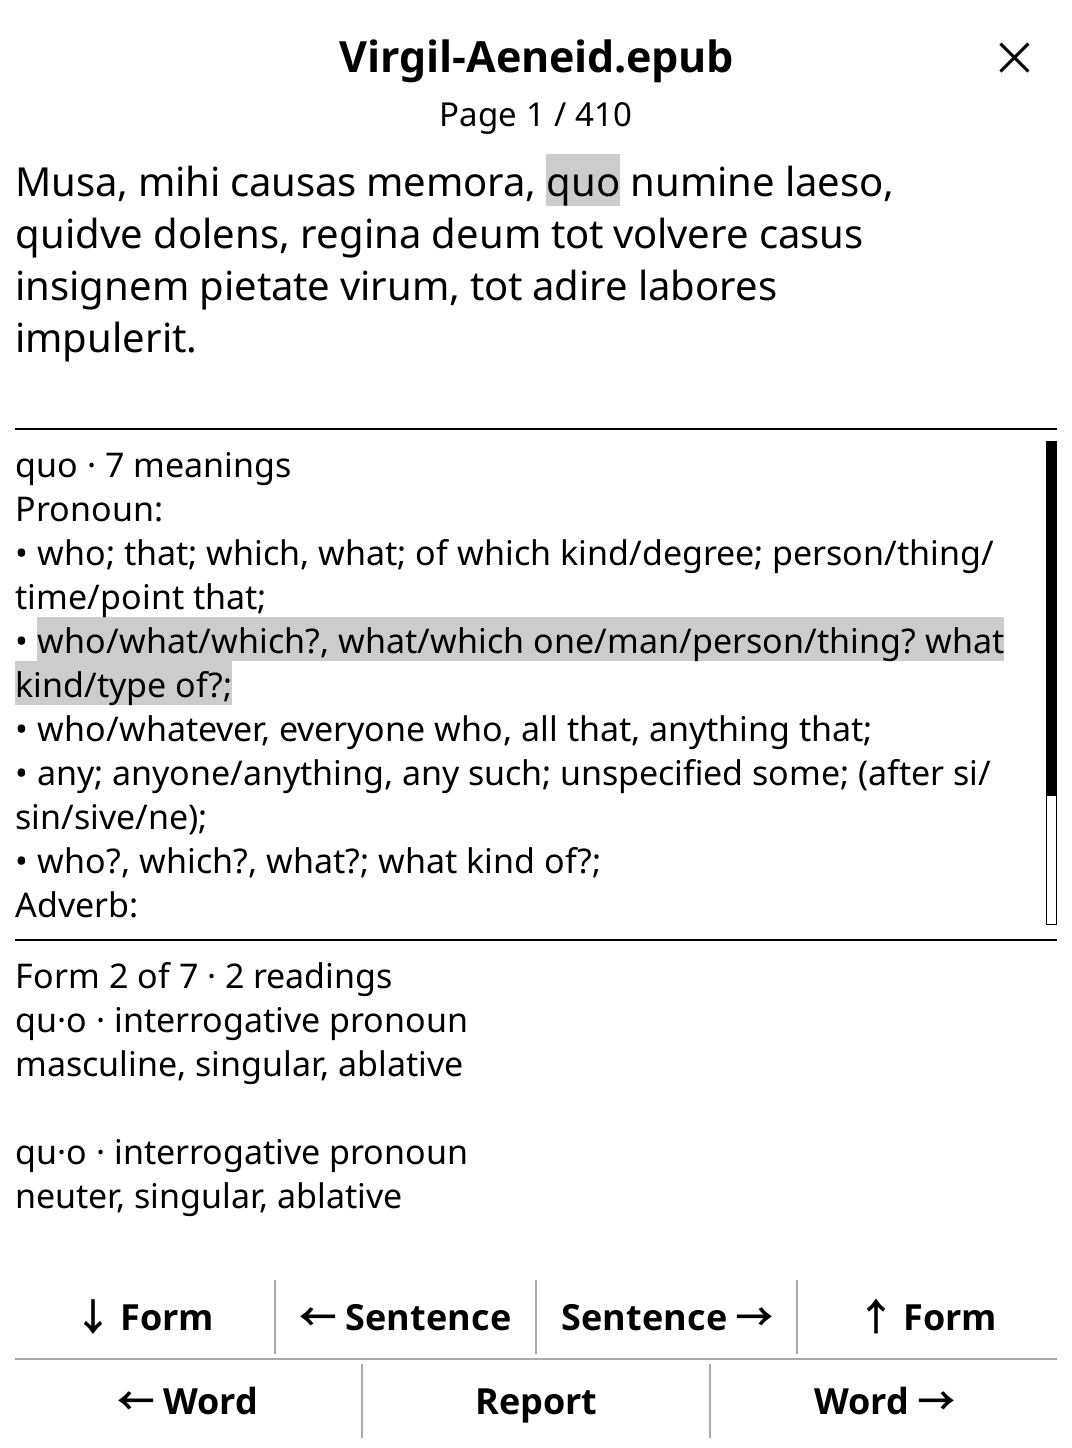 Virgil-Aeneid.epub ×
Page 1 / 410
Musa, mihi causas memora, quo numine laeso,
quidve dolens, regina deum tot volvere casus
insignem pietate virum, tot adire labores
impulerit.
quo · 7 meanings
Pronoun:
• who; that; which, what; of which kind/degree; person/thing/
time/point that;
• who/what/which?, what/which one/man/person/thing? what
kind/type of?;
• who/whatever, everyone who, all that, anything that;
• any; anyone/anything, any such; unspecified some; (after si/
sin/sive/ne);
• who?, which?, what?; what kind of?;
Adverb:
Form 2 of 7 · 2 readings
qu·o · interrogative pronoun
masculine, singular, ablative
qu·o · interrogative pronoun
neuter, singular, ablative
↓ Form ← Sentence Sentence → ↑ Form
← Word Report Word →